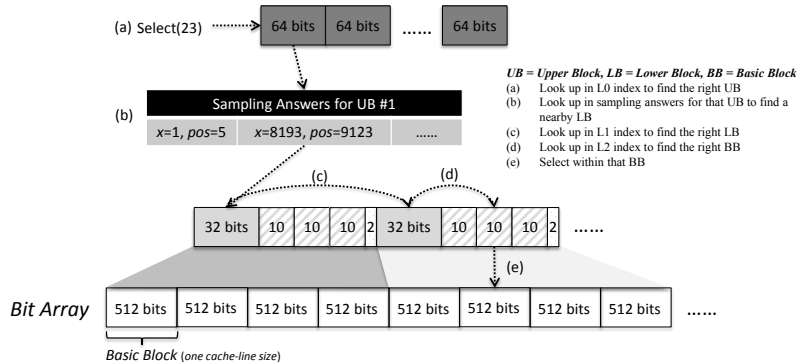 (a) Select(23)
64 bits 64 bits ...... 64 bits
UB = Upper Block, LB = Lower Block, BB = Basic Block
(a) Look up in L0 index to find the right UB
(b) Look up in sampling answers for that UB to find a
nearby LB
(c) Look up in L1 index to find the right LB
(d) Look up in L2 index to find the right BB
(e) Select within that BB
(b)
Sampling Answers for UB #1
x=1, pos=5 x=8193, pos=9123 ......
(c) (d)
32 bits 10 10 10 2 32 bits 10 10 10 2 ......
(e)
Bit Array 512 bits 512 bits 512 bits 512 bits 512 bits 512 bits 512 bits 512 bits ......
Basic Block (one cache-line size)